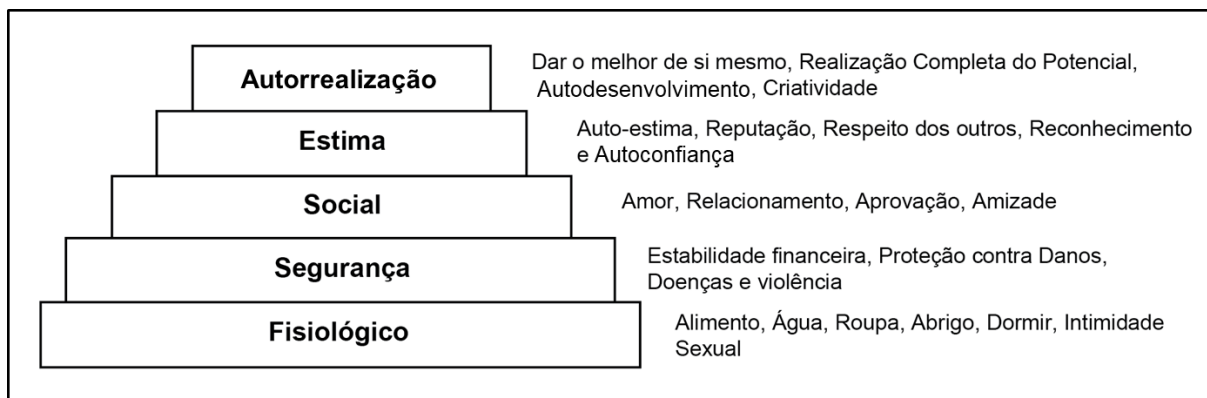 Autorrealização
Dar o melhor de si mesmo, Realização Completa do Potencial,
Autodesenvolvimento, Criatividade
Estima
Auto-estima, Reputação, Respeito dos outros, Reconhecimento
e Autoconfiança
Social
Amor, Relacionamento, Aprovação, Amizade
Segurança
Estabilidade financeira, Proteção contra Danos,
Doenças e violência
Fisiológico
Alimento, Água, Roupa, Abrigo, Dormir, Intimidade
Sexual